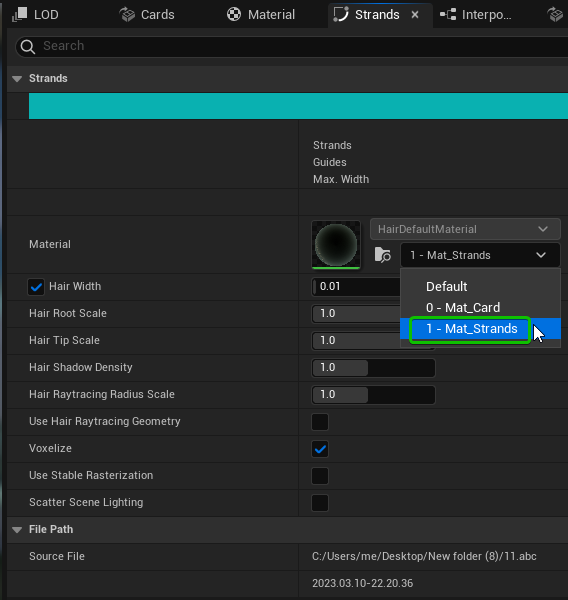 LOD Cards Material Strands Interpo...
Search
Strands
Strands
Guides
Max. Width
Material
HairDefaultMaterial
1 - Mat_Strands
Default
0 - Mat_Card
1 - Mat_Strands
Hair Width 0.01
Hair Root Scale 1.0
Hair Tip Scale 1.0
Hair Shadow Density 1.0
Hair Raytracing Radius Scale 1.0
Use Hair Raytracing Geometry
Voxelize
Use Stable Rasterization
Scatter Scene Lighting
File Path
Source File C:/Users/me/Desktop/New folder (8)/11.abc
2023.03.10-22.20.36